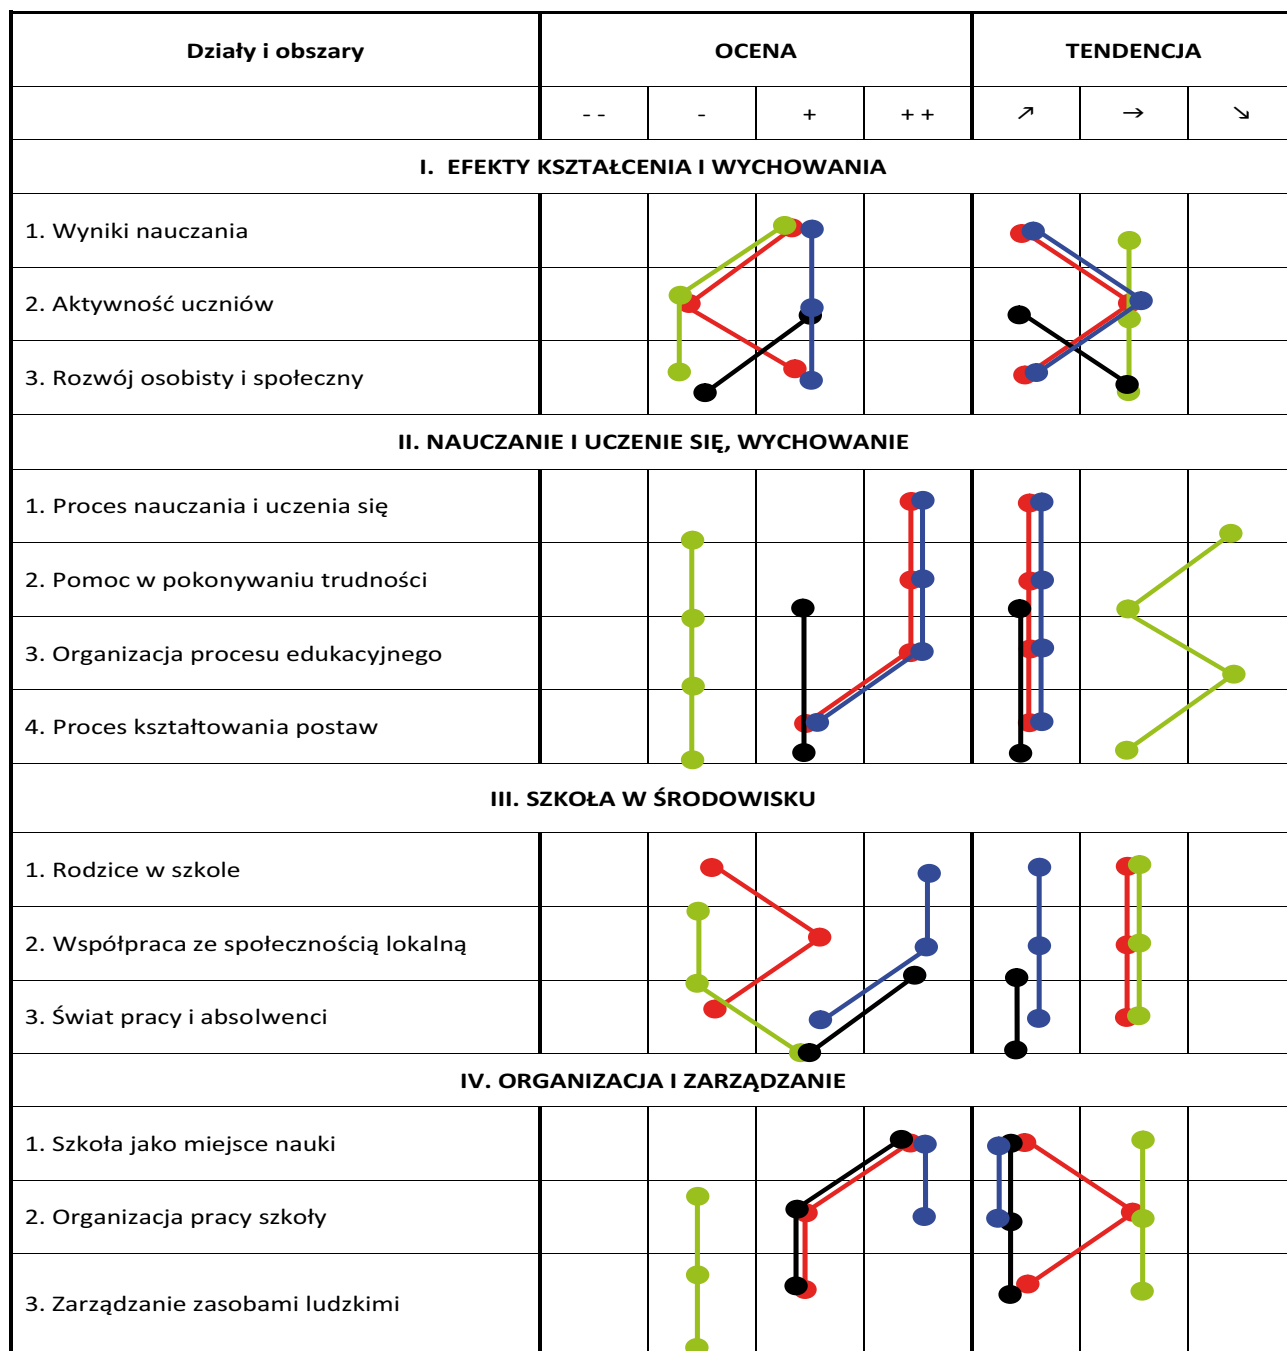 Działy i obszary OCENA TENDENCJA
- - - + + + ↗ → ↘
I. EFEKTY KSZTAŁCENIA I WYCHOWANIA
1. Wyniki nauczania
2. Aktywność uczniów
3. Rozwój osobisty i społeczny
II. NAUCZANIE I UCZENIE SIĘ, WYCHOWANIE
1. Proces nauczania i uczenia się
2. Pomoc w pokonywaniu trudności
3. Organizacja procesu edukacyjnego
4. Proces kształtowania postaw
III. SZKOŁA W ŚRODOWISKU
1. Rodzice w szkole
2. Współpraca ze społecznością lokalną
3. Świat pracy i absolwenci
IV. ORGANIZACJA I ZARZĄDZANIE
1. Szkoła jako miejsce nauki
2. Organizacja pracy szkoły
3. Zarządzanie zasobami ludzkimi